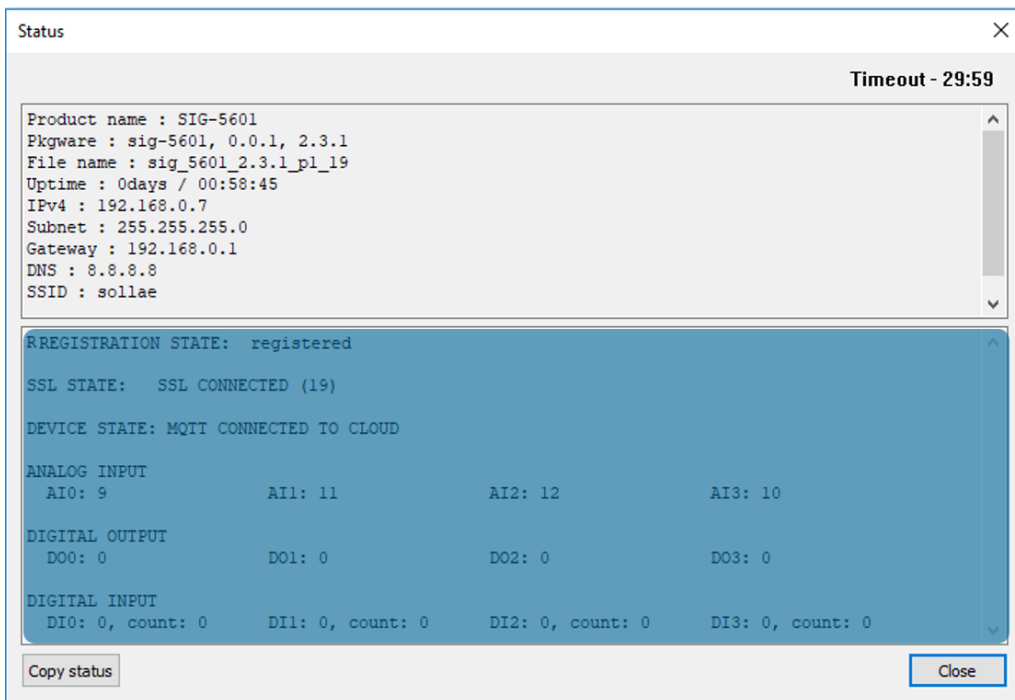 Status
Timeout - 29:59
Product name : SIG-5601
Pkgware : sig-5601, 0.0.1, 2.3.1
File name : sig_5601_2.3.1_p1_19
Uptime : 0days / 00:58:45
IPv4 : 192.168.0.7
Subnet : 255.255.255.0
Gateway : 192.168.0.1
DNS : 8.8.8.8
SSID : sollae
RREGISTRATION STATE: registered
SSL STATE: SSL CONNECTED (19)
DEVICE STATE: MQTT CONNECTED TO CLOUD
ANALOG INPUT
AI0: 9 AI1: 11 AI2: 12 AI3: 10
DIGITAL OUTPUT
DO0: 0 DO1: 0 DO2: 0 DO3: 0
DIGITAL INPUT
DI0: 0, count: 0 DI1: 0, count: 0 DI2: 0, count: 0 DI3: 0, count: 0
Copy status Close